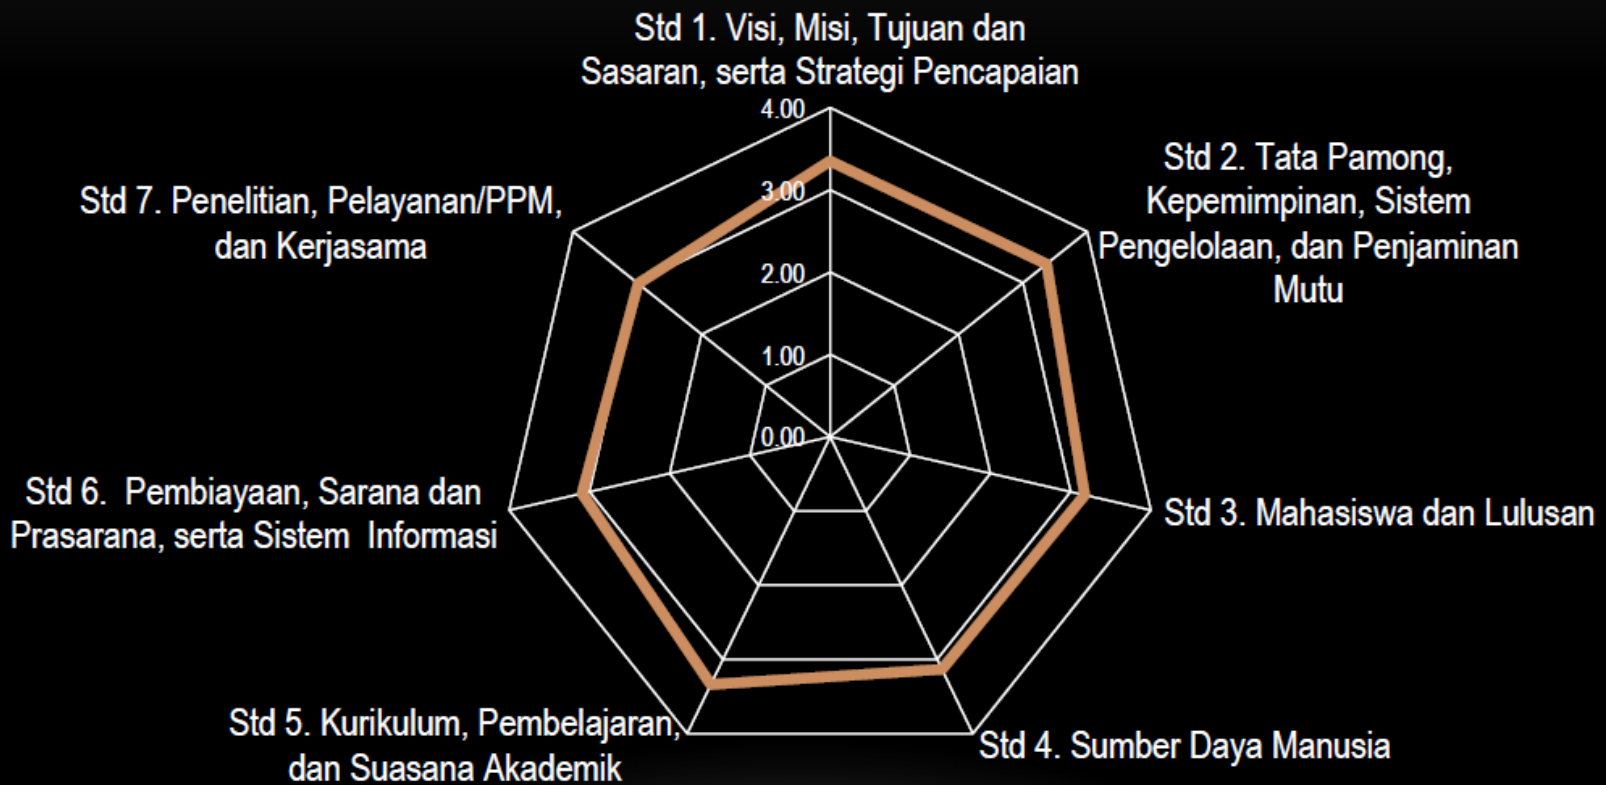 Std 1. Visi, Misi, Tujuan dan
Sasaran, serta Strategi Pencapaian
4.00
3.00
2.00
1.00
0.00
Std 2. Tata Pamong,
Kepemimpinan, Sistem
Pengelolaan, dan Penjaminan
Mutu
Std 3. Mahasiswa dan Lulusan
Std 4. Sumber Daya Manusia
Std 5. Kurikulum, Pembelajaran,
dan Suasana Akademik
Std 6. Pembiayaan, Sarana dan
Prasarana, serta Sistem Informasi
Std 7. Penelitian, Pelayanan/PPM,
dan Kerjasama